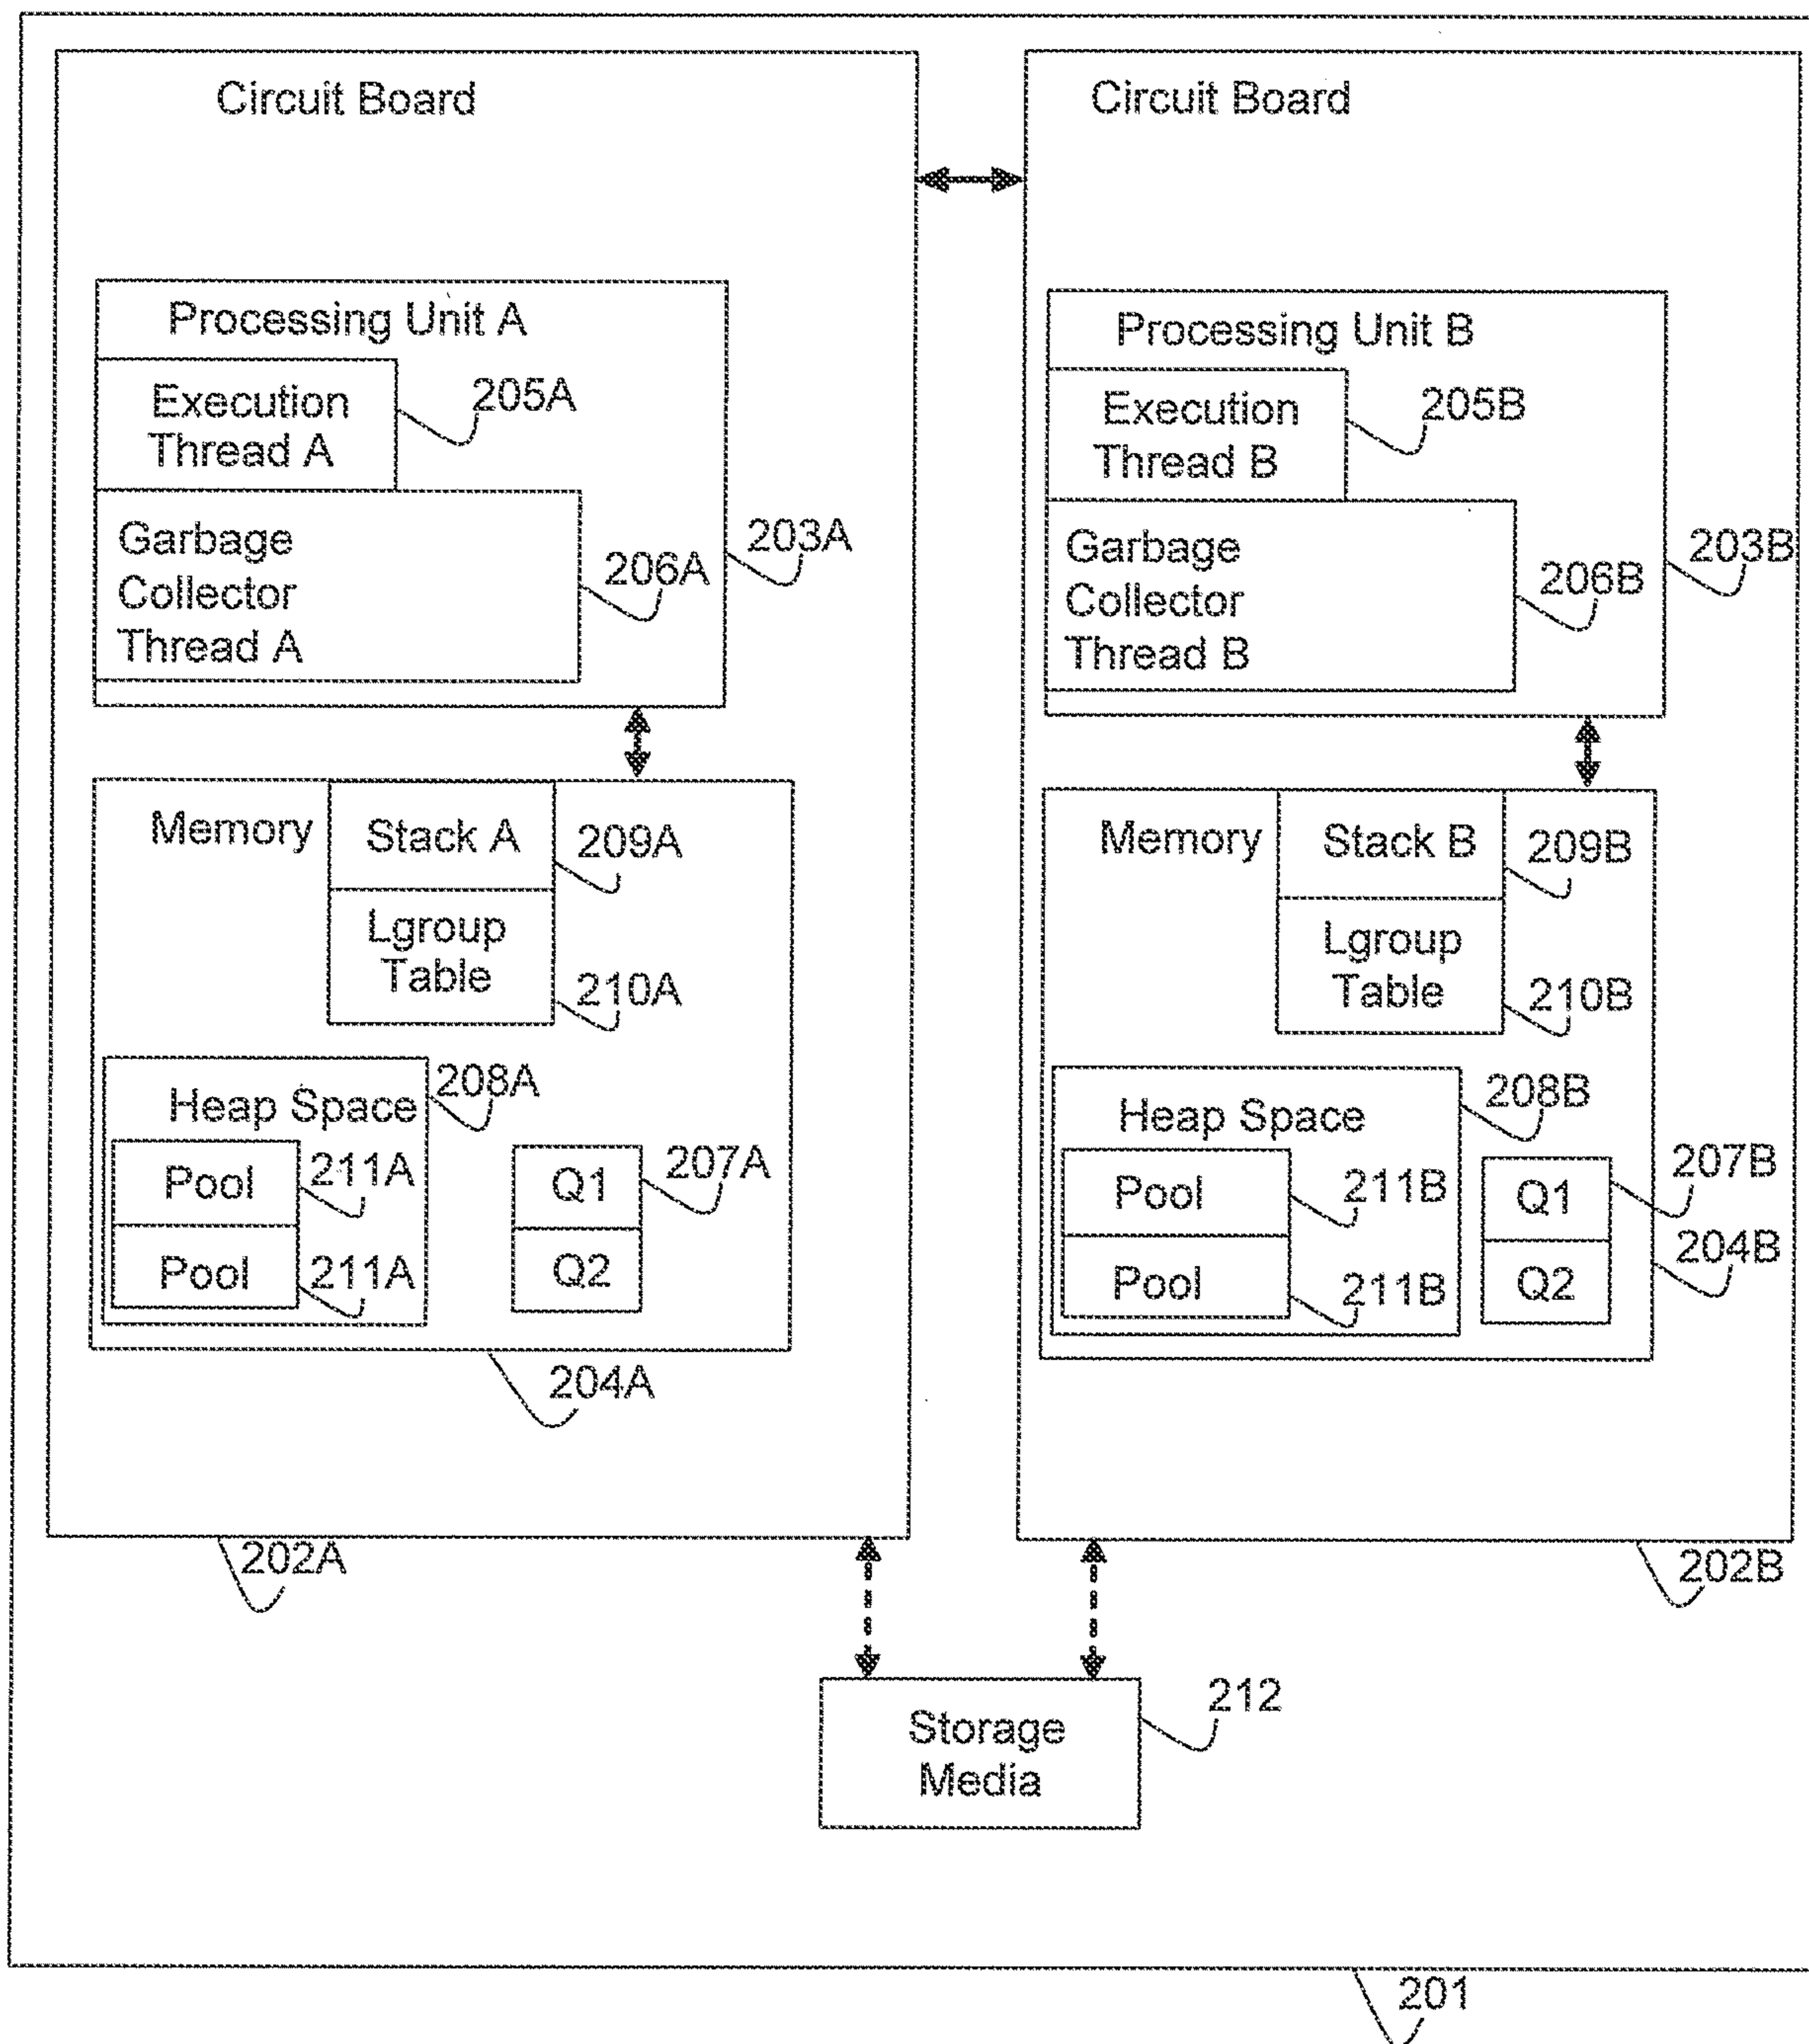 Circuit Board
Processing Unit A
Execution
Thread A
205A
Garbage
Collector
Thread A
206A
203A
Memory
Stack A
209A
Lgroup
Table
210A
Heap Space
208A
Pool
211A
Pool
211A
Q1
207A
Q2
204A
202A
Circuit Board
Processing Unit B
Execution
Thread B
205B
Garbage
Collector
Thread B
206B
203B
Memory
Stack B
209B
Lgroup
Table
210B
Heap Space
208B
Pool
211B
Pool
211B
Q1
207B
Q2
204B
202B
Storage
Media
212
201